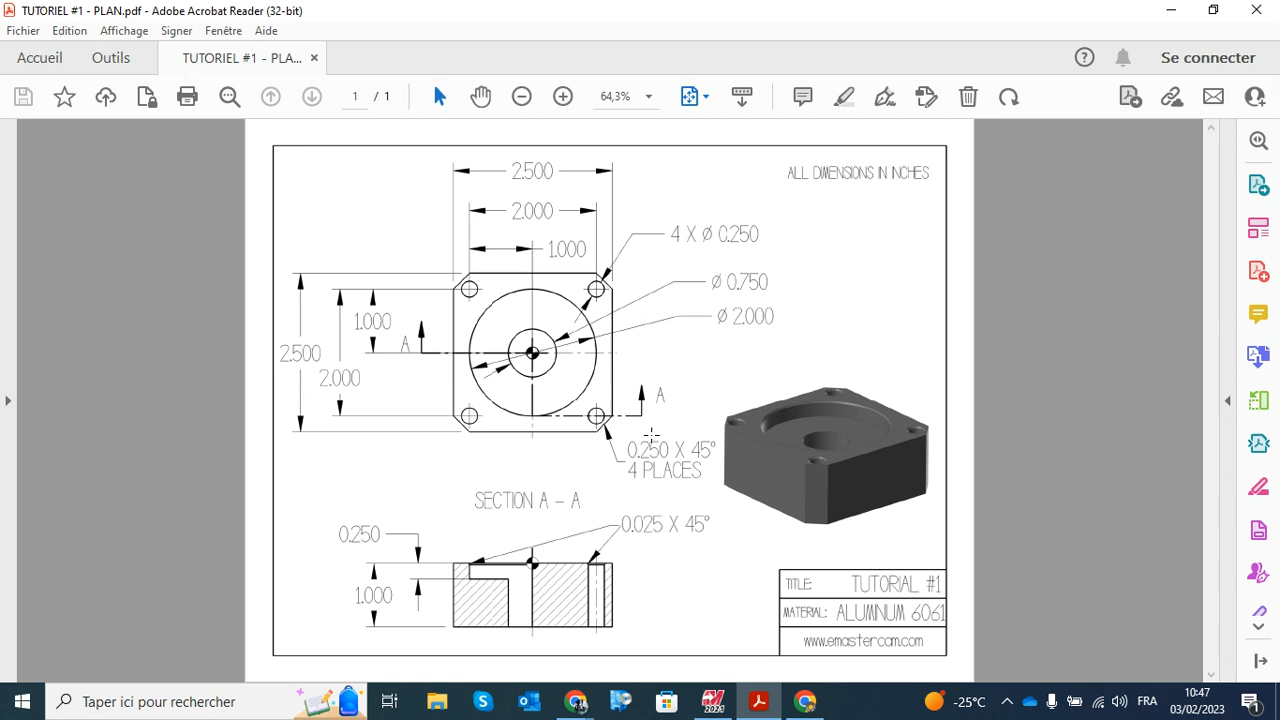 TUTORIEL #1 - PLAN.pdf - Adobe Acrobat Reader (32-bit)
Fichier Edition Affichage Signer Fenêtre Aide
Accueil Outils TUTORIEL #1 - PLA... × Se connecter
1 / 1 64,3%
2.500
ALL DIMENSIONS IN INCHES
2.000
4 X Ø 0.250
1.000
Ø 0.750
Ø 2.000
1.000
A
2.500
2.000
A
0.250 X 45°
4 PLACES
SECTION A - A
0.025 X 45°
0.250
1.000
TITLE: TUTORIAL #1
MATERIAL: ALUMINUM 6061
www.emastercam.com
Taper ici pour rechercher
2021
-25°C
FRA
10:47
03/02/2023
1